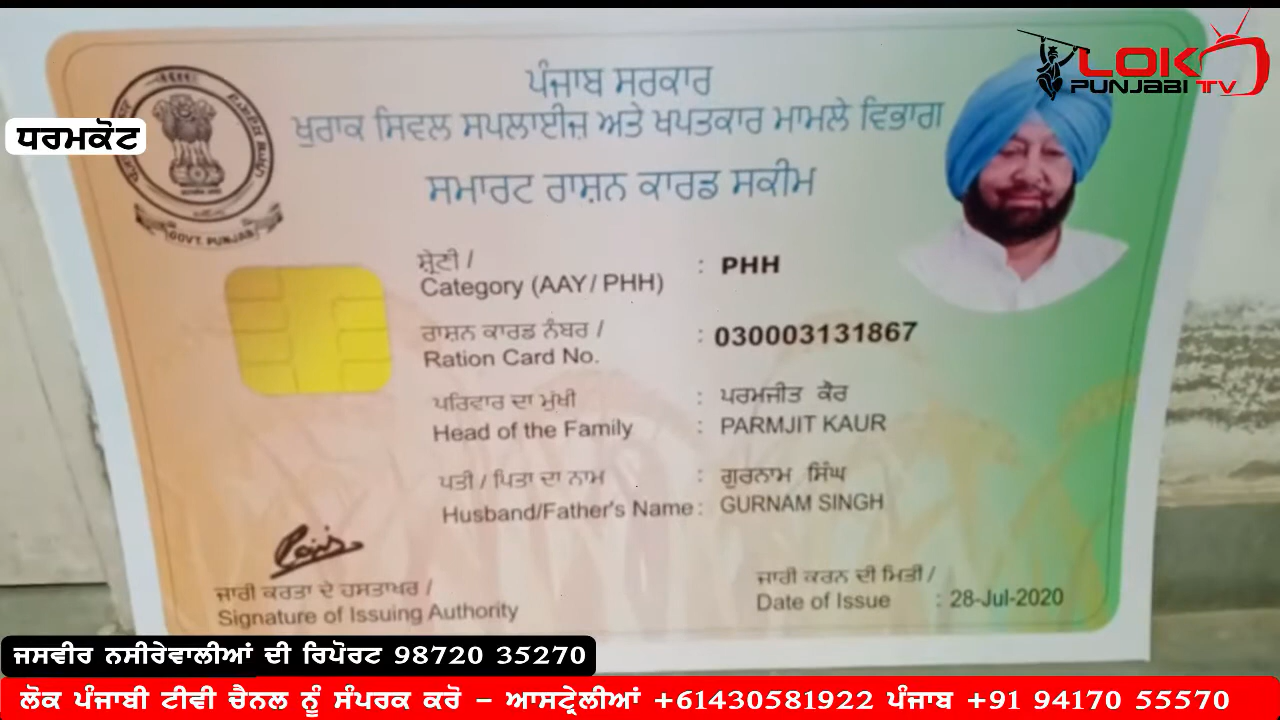 LOK
PUNJABI TV
ਧਰਮਕੋਟ
ਪੰਜਾਬ ਸਰਕਾਰ
ਖੁਰਾਕ ਸਿਵਲ ਸਪਲਾਈਜ਼ ਅਤੇ ਖਪਤਕਾਰ ਮਾਮਲੇ ਵਿਭਾਗ
ਸਮਾਰਟ ਰਾਸ਼ਨ ਕਾਰਡ ਸਕੀਮ
GOVT. PUNJAB
ਸ਼੍ਰੇਣੀ /
Category (AAY/ PHH) : PHH
ਰਾਸ਼ਨ ਕਾਰਡ ਨੰਬਰ /
Ration Card No. : 030003131867
ਪਰਿਵਾਰ ਦਾ ਮੁੱਖੀ : ਪਰਮਜੀਤ ਕੈਰ
Head of the Family : PARMJIT KAUR
ਪਤੀ / ਪਿਤਾ ਦਾ ਨਾਮ : ਗੁਰਨਾਮ ਸਿੰਘ
Husband/Father's Name : GURNAM SINGH
ਜਾਰੀ ਕਰਤਾ ਦੇ ਹਸਤਾਖਰ /
Signature of Issuing Authority
ਜਾਰੀ ਕਰਨ ਦੀ ਮਿਤੀ /
Date of Issue : 28-Jul-2020
ਜਸਵੀਰ ਨਸੀਰੇਵਾਲੀਆਂ ਦੀ ਰਿਪੋਰਟ 98720 35270
ਲੋਕ ਪੰਜਾਬੀ ਟੀਵੀ ਚੈਨਲ ਨੂੰ ਸੰਪਰਕ ਕਰੋ – ਆਸਟ੍ਰੇਲੀਆਂ +61430581922 ਪੰਜਾਬ +91 94170 55570